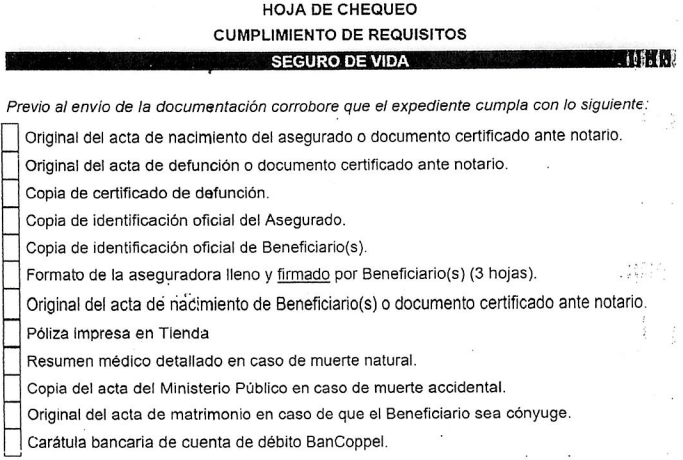 HOJA DE CHEQUEO
CUMPLIMIENTO DE REQUISITOS
SEGURO DE VIDA
Previo al envío de la documentación corrobore que el expediente cumpla con lo siguiente:
Original del acta de nacimiento del asegurado o documento certificado ante notario.
Original del acta de defunción o documento certificado ante notario.
Copia de certificado de defunción.
Copia de identificación oficial del Asegurado.
Copia de identificación oficial de Beneficiario(s).
Formato de la aseguradora lleno y firmado por Beneficiario(s) (3 hojas).
Original del acta de nacimiento de Beneficiario(s) o documento certificado ante notario.
Póliza impresa en Tienda
Resumen médico detallado en caso de muerte natural.
Copia del acta del Ministerio Público en caso de muerte accidental.
Original del acta de matrimonio en caso de que el Beneficiario sea cónyuge.
Carátula bancaria de cuenta de débito BanCoppel.